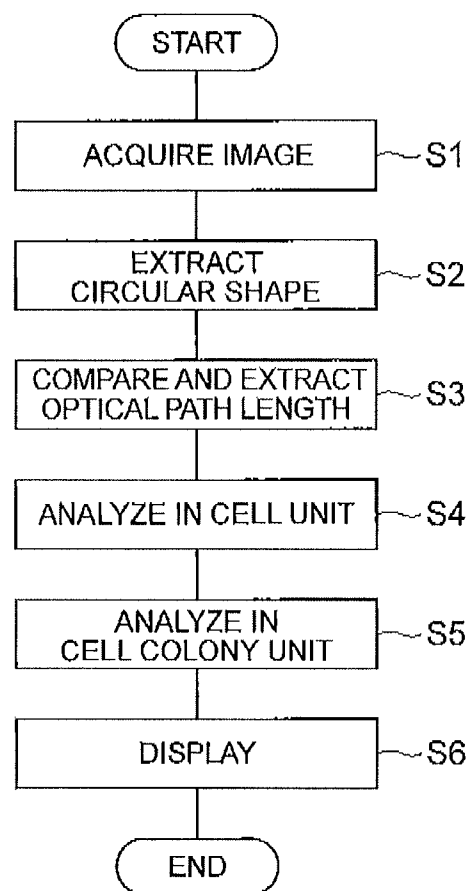 START
ACQUIRE IMAGE
S1
EXTRACT
CIRCULAR SHAPE
S2
COMPARE AND EXTRACT
OPTICAL PATH LENGTH
S3
ANALYZE IN CELL UNIT
S4
ANALYZE IN
CELL COLONY UNIT
S5
DISPLAY
S6
END